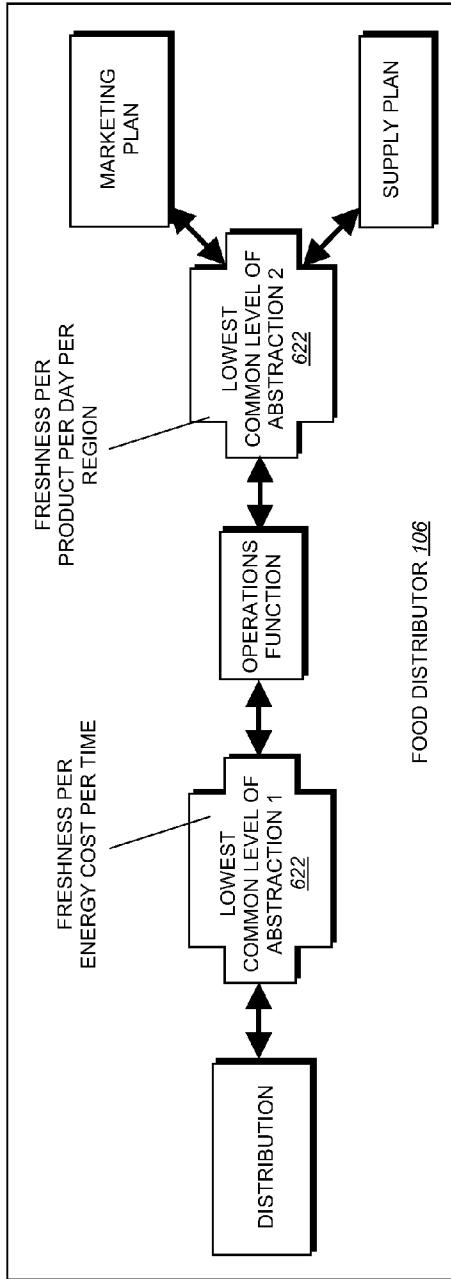 DISTRIBUTION
FRESHNESS PER
ENERGY COST PER TIME
LOWEST
COMMON LEVEL OF
ABSTRACTION 1
622
OPERATIONS
FUNCTION
FRESHNESS PER
PRODUCT PER DAY PER
REGION
LOWEST
COMMON LEVEL OF
ABSTRACTION 2
622
MARKETING
PLAN
SUPPLY PLAN
FOOD DISTRIBUTOR 106